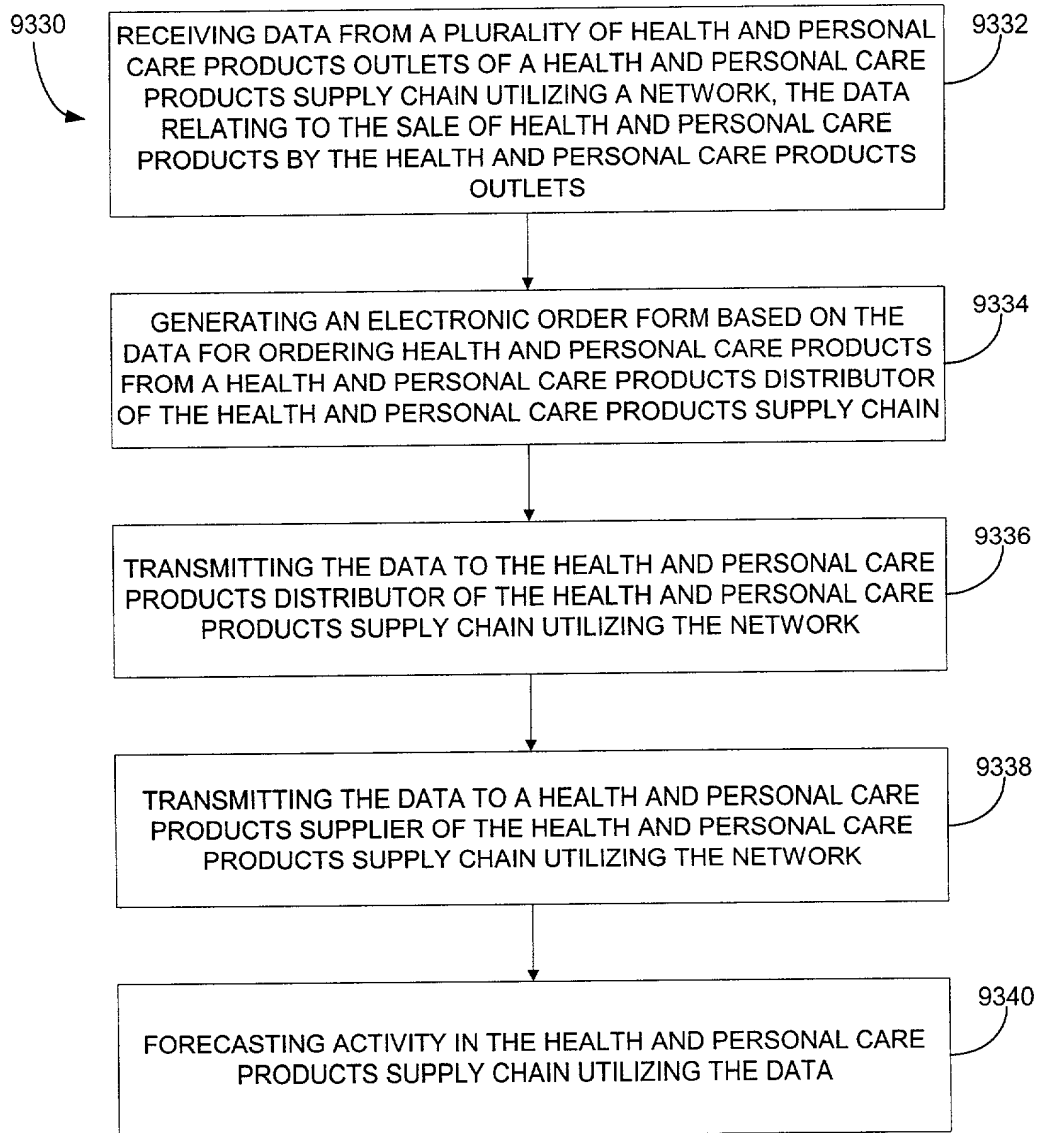 9330
RECEIVING DATA FROM A PLURALITY OF HEALTH AND PERSONAL
CARE PRODUCTS OUTLETS OF A HEALTH AND PERSONAL CARE
PRODUCTS SUPPLY CHAIN UTILIZING A NETWORK, THE DATA
RELATING TO THE SALE OF HEALTH AND PERSONAL CARE
PRODUCTS BY THE HEALTH AND PERSONAL CARE PRODUCTS
OUTLETS
9332
GENERATING AN ELECTRONIC ORDER FORM BASED ON THE
DATA FOR ORDERING HEALTH AND PERSONAL CARE PRODUCTS
FROM A HEALTH AND PERSONAL CARE PRODUCTS DISTRIBUTOR
OF THE HEALTH AND PERSONAL CARE PRODUCTS SUPPLY CHAIN
9334
TRANSMITTING THE DATA TO THE HEALTH AND PERSONAL CARE
PRODUCTS DISTRIBUTOR OF THE HEALTH AND PERSONAL CARE
PRODUCTS SUPPLY CHAIN UTILIZING THE NETWORK
9336
TRANSMITTING THE DATA TO A HEALTH AND PERSONAL CARE
PRODUCTS SUPPLIER OF THE HEALTH AND PERSONAL CARE
PRODUCTS SUPPLY CHAIN UTILIZING THE NETWORK
9338
FORECASTING ACTIVITY IN THE HEALTH AND PERSONAL CARE
PRODUCTS SUPPLY CHAIN UTILIZING THE DATA
9340